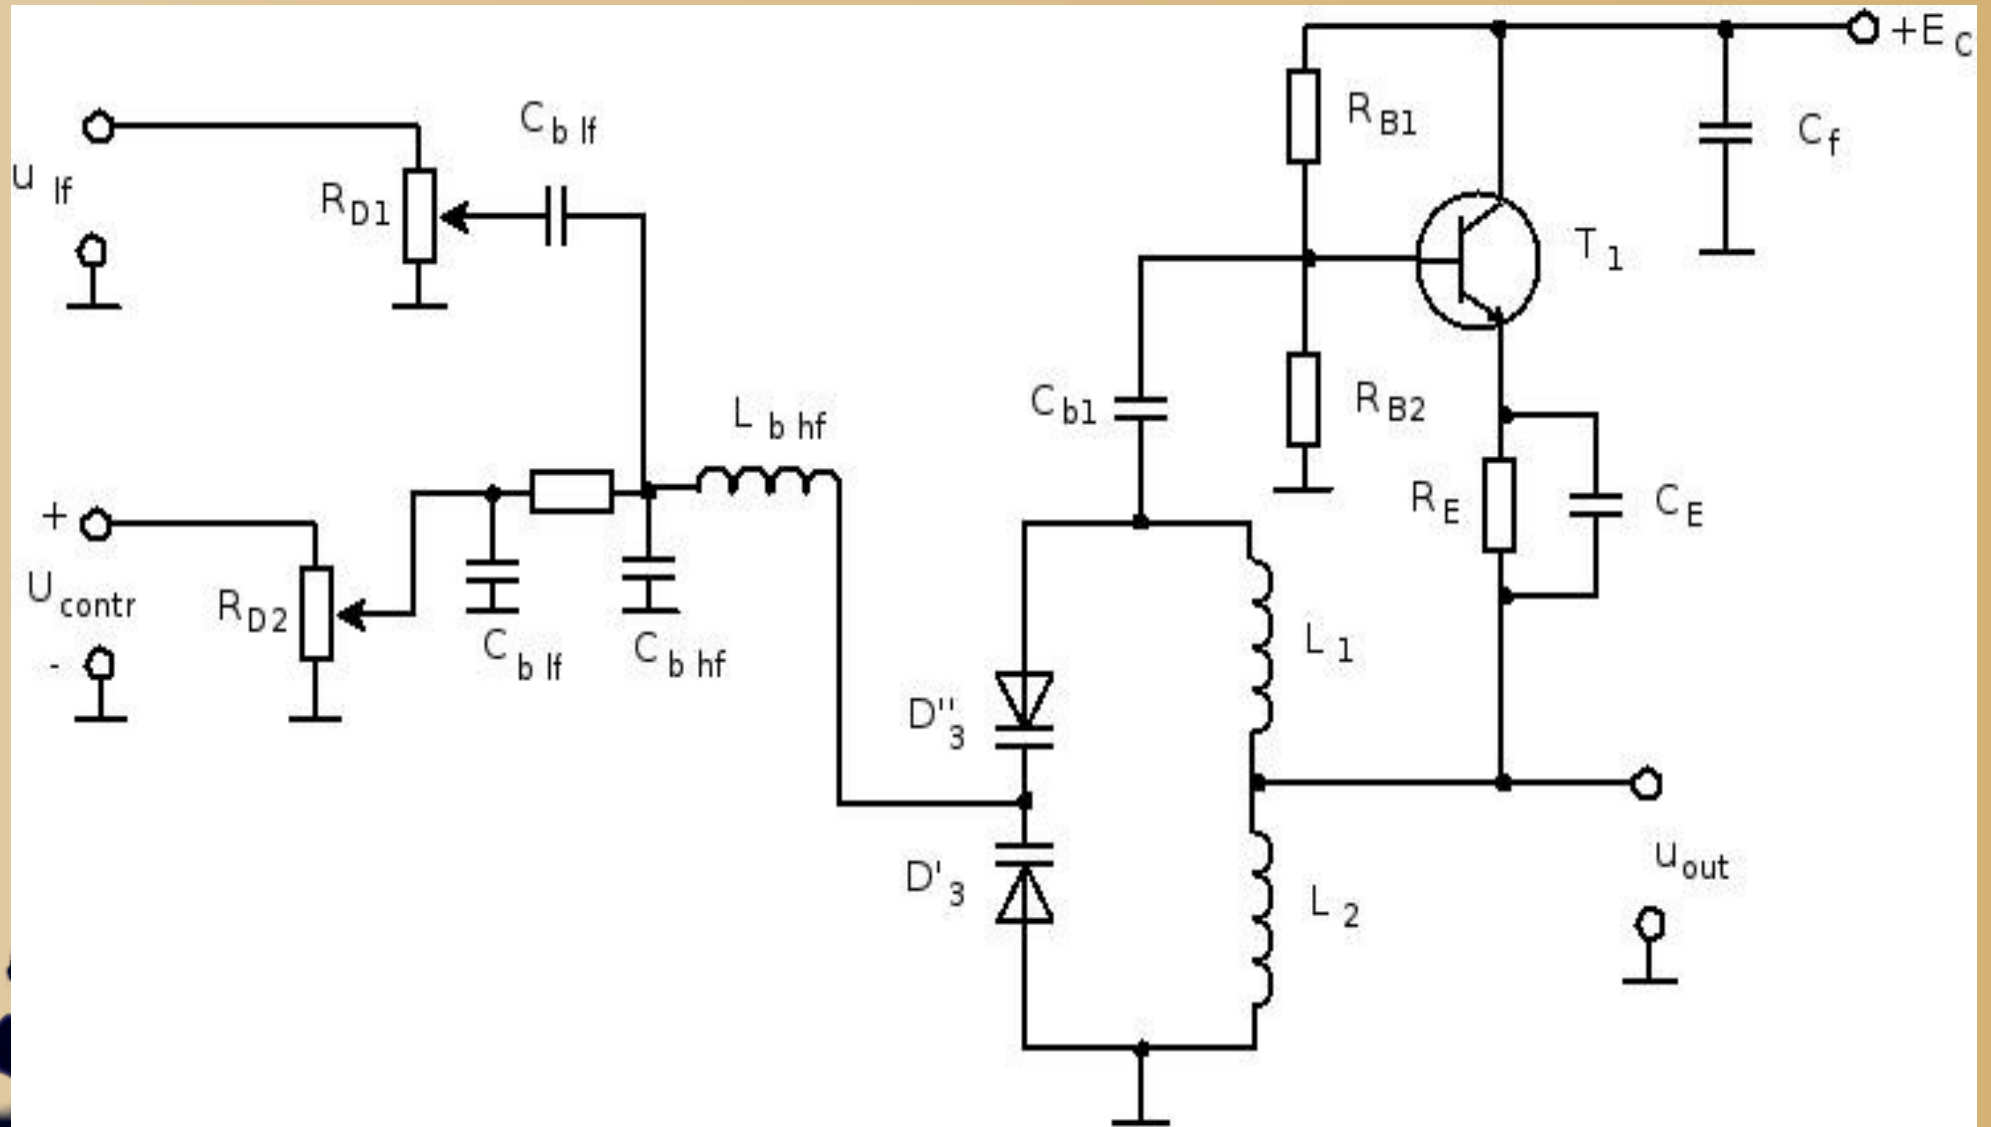 +E C
C b lf
R B1
C f
u lf
R D1
T 1
L b hf
C b1
R B2
R E
C E
+
U contr
R D2
-
C b lf
C b hf
L 1
D'' 3
D' 3
L 2
u out